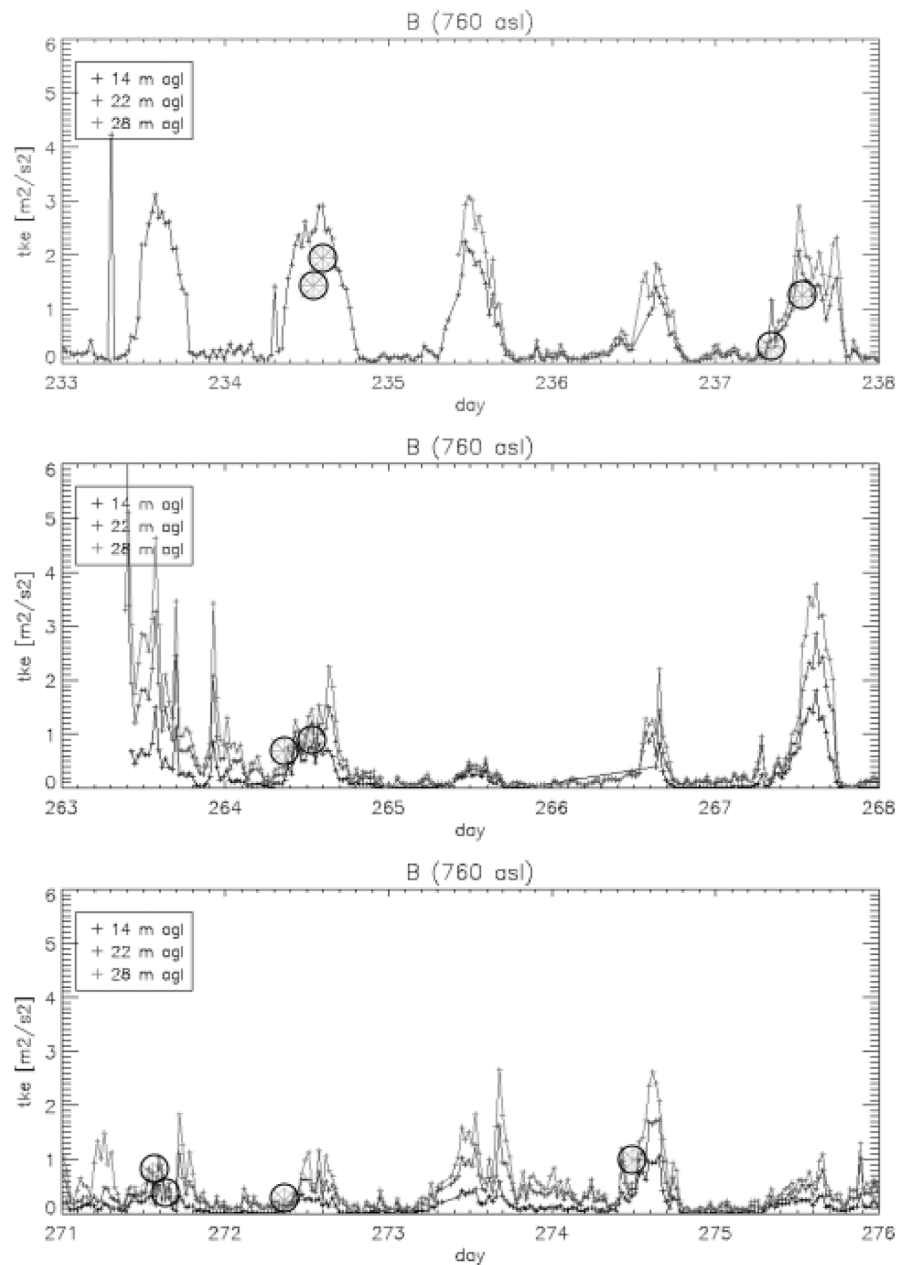 B (760 asl)
6
5
4
3
2
1
0
tke [m2/s2]
+ 14 m agl
+ 22 m agl
+ 28 m agl
233 234 235 236 237 238
day
B (760 asl)
6
5
4
3
2
1
0
tke [m2/s2]
+ 14 m agl
+ 22 m agl
+ 28 m agl
263 264 265 266 267 268
day
B (760 asl)
6
5
4
3
2
1
0
tke [m2/s2]
+ 14 m agl
+ 22 m agl
+ 28 m agl
271 272 273 274 275 276
day